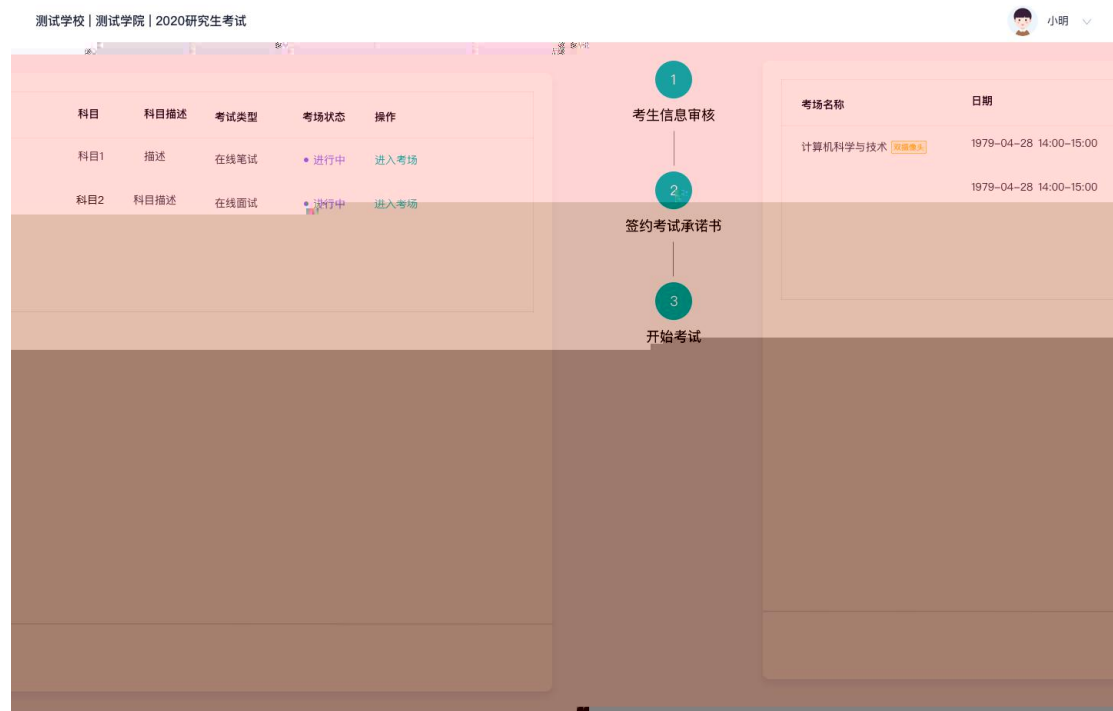 测试学校 | 测试学院 | 2020研究生考试
小明
科目 科目描述 考试类型 考场状态 操作
科目1 描述 在线笔试 进行中 进入考场
科目2 科目描述 在线面试 进行中 进入考场
1
考生信息审核
2
签约考试承诺书
3
开始考试
考场名称 日期
计算机科学与技术 双摄像头 1979-04-28 14:00-15:00
1979-04-28 14:00-15:00